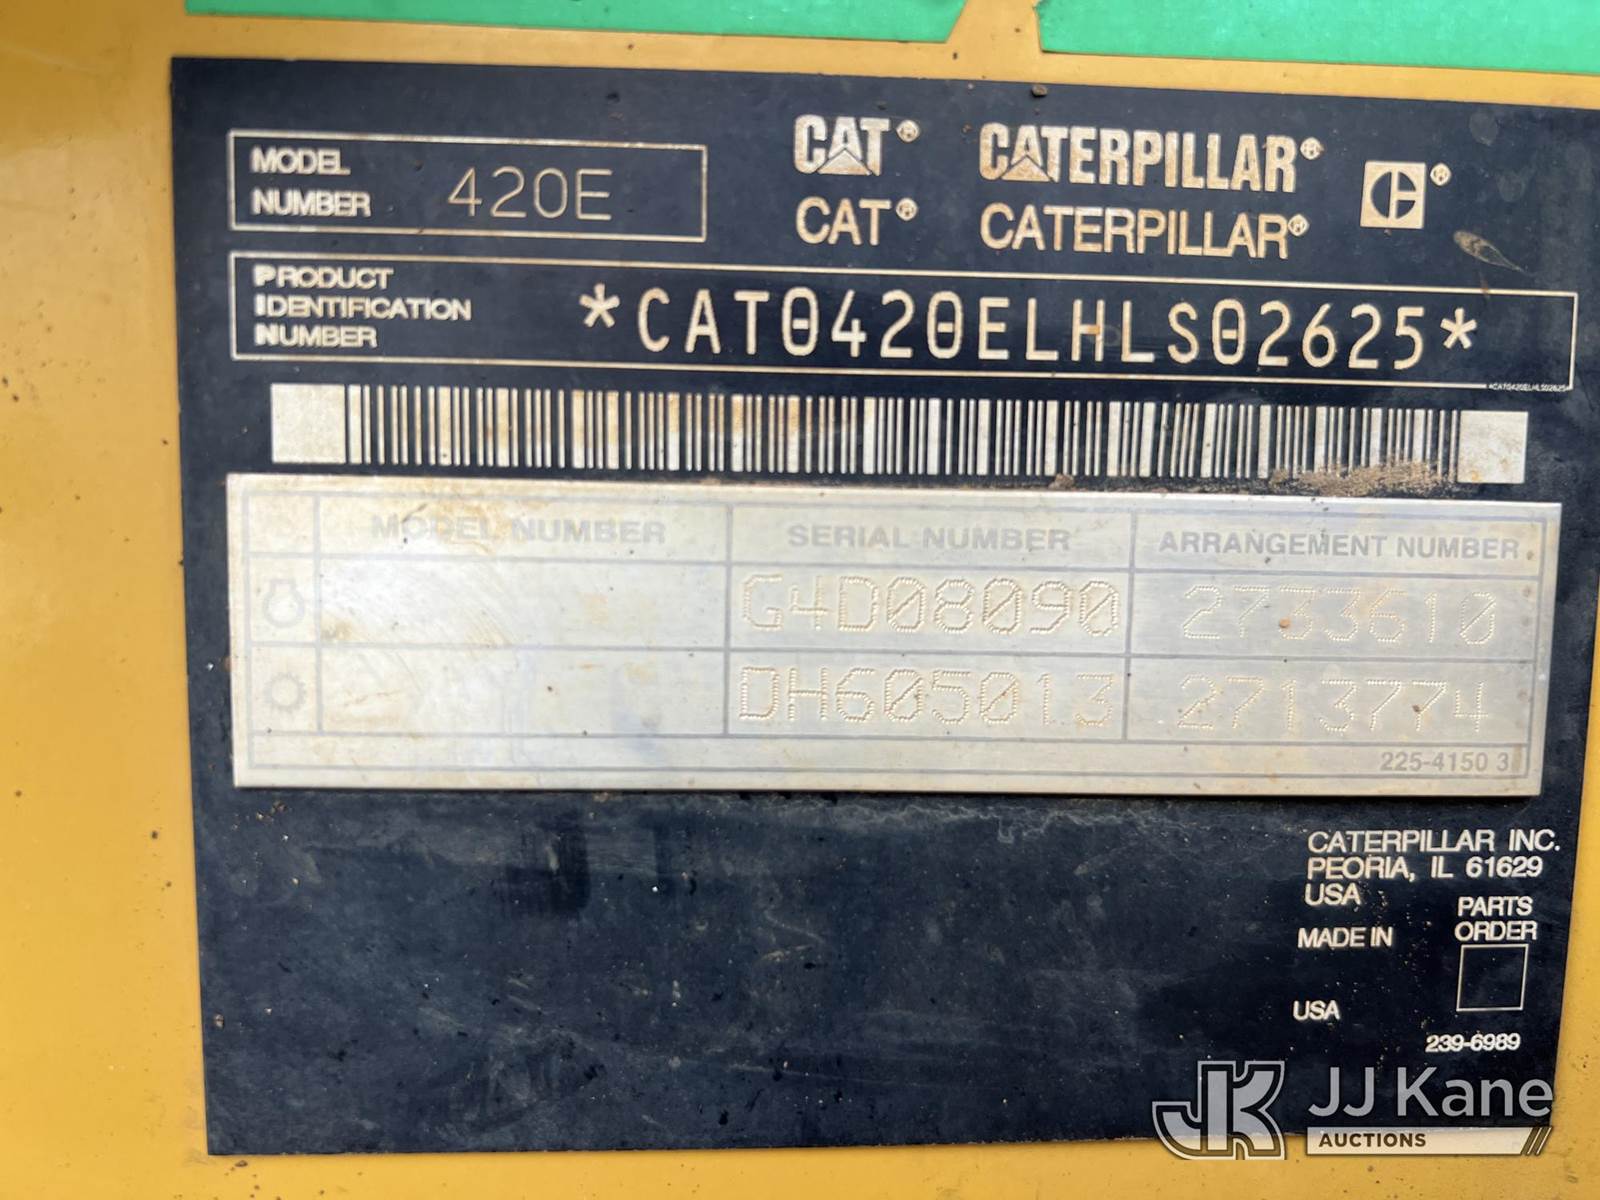 MODEL NUMBER 420E
CAT® CATERPILLAR® C®
CAT® CATERPILLAR®
PRODUCT IDENTIFICATION NUMBER *CAT0420ELHLS02625*
*CAT0420ELHLS02625*
MODEL NUMBER SERIAL NUMBER ARRANGEMENT NUMBER
G4D08090 2733610
DH605013 2713774
225-4150 3
CATERPILLAR INC.
PEORIA, IL 61629
USA
PARTS
MADE IN ORDER
USA
239-6989
JK JJ Kane
AUCTIONS